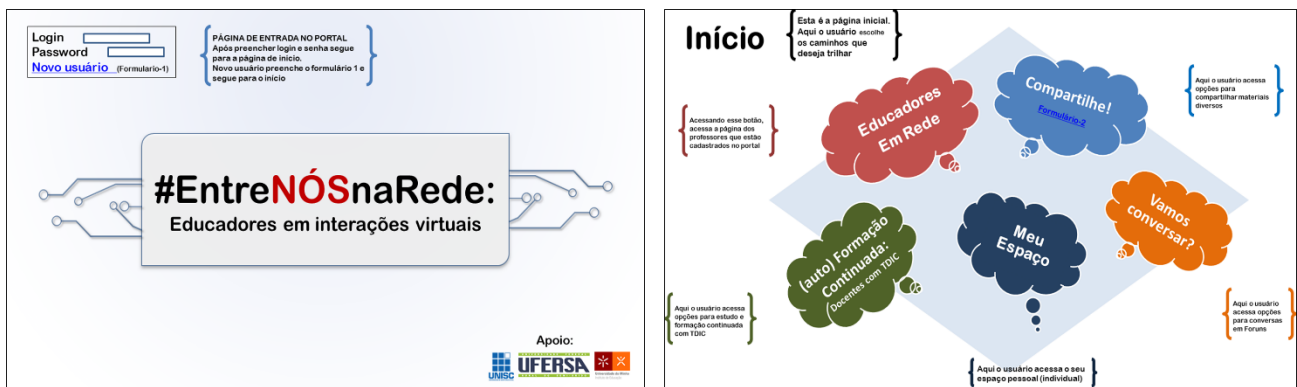 Login
Password
Novo usuário (Formulario-1)
PÁGINA DE ENTRADA NO PORTAL
Após preencher login e senha segue
para a página de início.
Novo usuário preenche o formulário 1 e
segue para o início
#EntreNÓSnaRede:
Educadores em interações virtuais
Apoio:
UNISC
UFERSA
Início
Esta é a página inicial.
Aqui o usuário escolhe
os caminhos que
deseja trilhar
Educadores
Em Rede
Compartilhe!
Formulário-2
Aqui o usuário acessa
opções para
compartilhar materiais
diversos
Acessando esse botão,
acessa a página dos
professores que estão
cadastrados no portal
(auto) Formação
Continuada:
(Docentes com TDIC
Meu
Espaço
Vamos
conversar?
Aqui o usuário acessa
opções para estudo e
formação continuada
com TDIC
Aqui o usuário
acessa opções
para conversas
em Foruns
Aqui o usuário acessa o seu
espaço pessoal (individual)